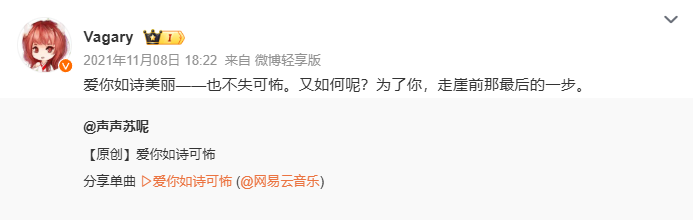 Vagary I
2021年11月08日 18:22 来自 微博轻享版
爱你如诗美丽——也不失可怖。又如何呢？为了你，走崖前那最后的一步。
@声声苏呢
【原创】爱你如诗可怖
分享单曲 ▷爱你如诗可怖 (@网易云音乐)